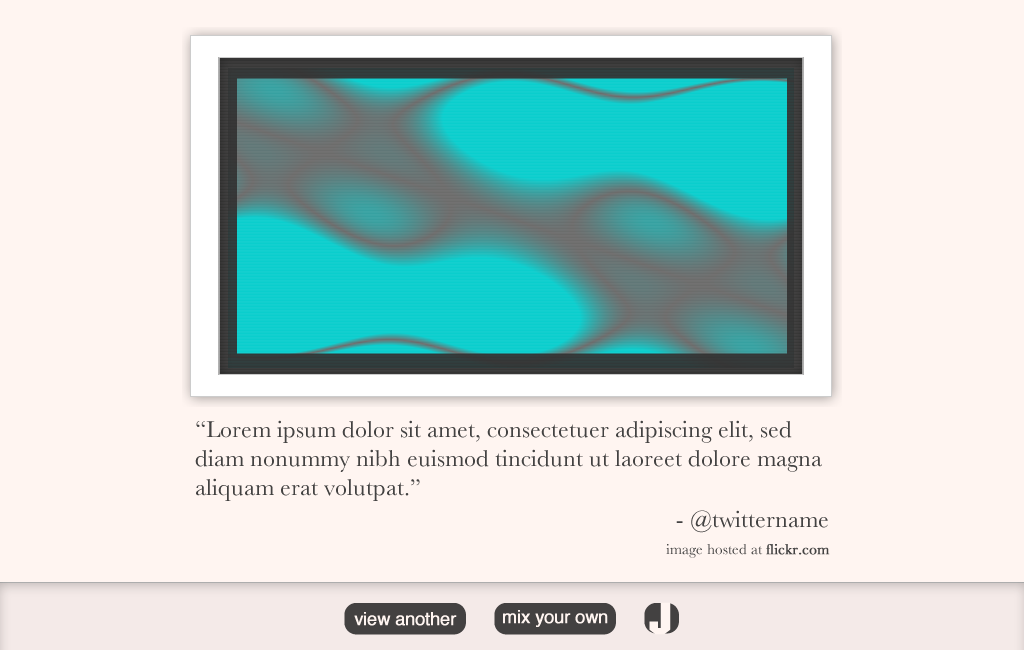 “Lorem ipsum dolor sit amet, consectetuer adipiscing elit, sed
diam nonummy nibh euismod tincidunt ut laoreet dolore magna
aliquam erat volutpat.”
- @twittername
image hosted at flickr.com
view another
mix your own
J